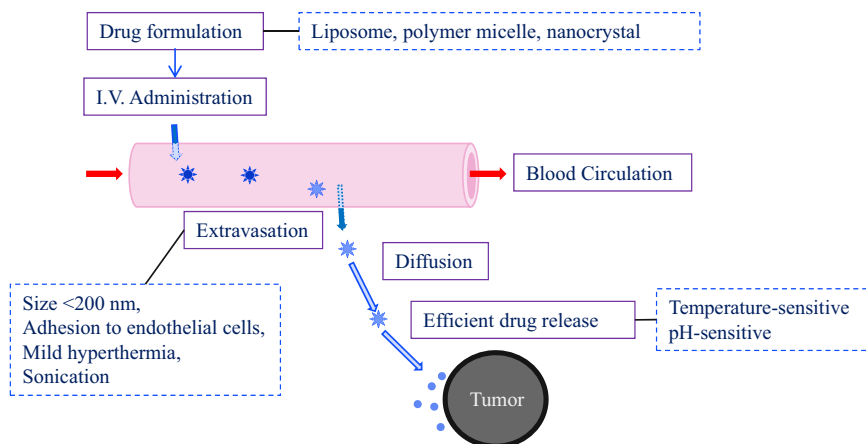 Drug formulation
Liposome, polymer micelle, nanocrystal
I.V. Administration
Blood Circulation
Extravasation
Diffusion
Size <200 nm,
Adhesion to endothelial cells,
Mild hyperthermia,
Sonication
Efficient drug release
Temperature-sensitive
pH-sensitive
Tumor